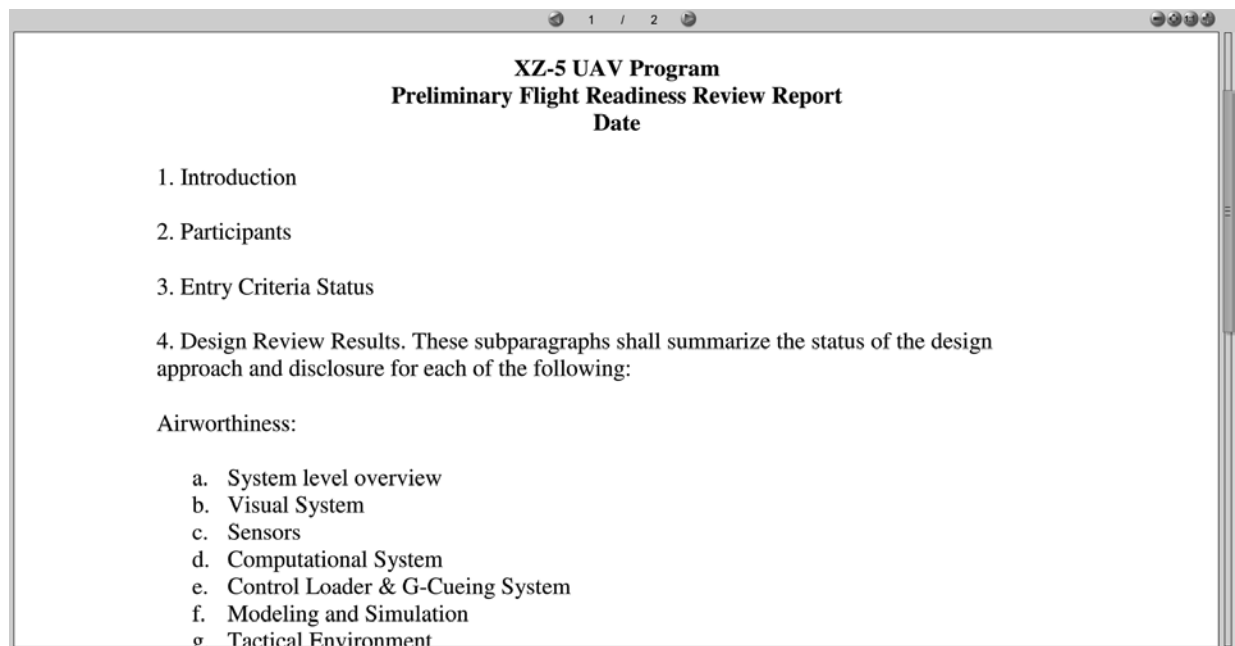 1 / 2
XZ-5 UAV Program
Preliminary Flight Readiness Review Report
Date
1. Introduction
2. Participants
3. Entry Criteria Status
4. Design Review Results. These subparagraphs shall summarize the status of the design
approach and disclosure for each of the following:
Airworthiness:
a. System level overview
b. Visual System
c. Sensors
d. Computational System
e. Control Loader & G-Cueing System
f. Modeling and Simulation
g. Tactical Environment